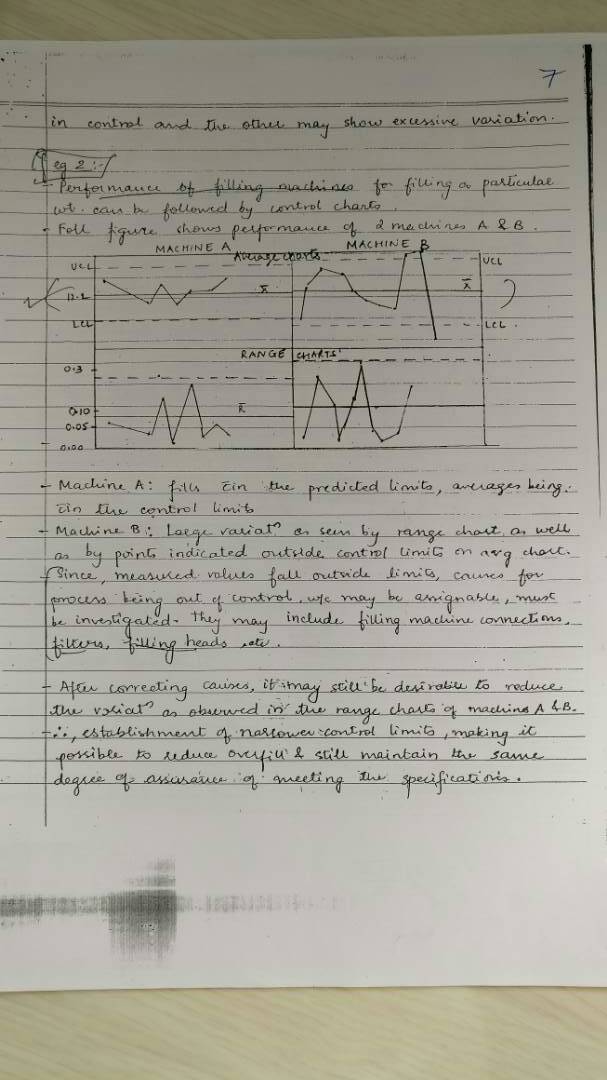 7
in control and the other may show excessive variation.
eg 2 :-
- Performance of filling machines for filling a particular
wt. can be followed by control charts.
- Foll figure shows performance of 2 machines A & B.
MACHINE A Average charts MACHINE B
UCL UCL
12.2 X̄ X̄
LCL LCL.
RANGE CHARTS
0.3
0.10 R̄
0.05
0.00
- Machine A: fills c̄in the predicted limits, averages being
c̄in the control limits
- Machine B: Large variatⁿ as seen by range chart, as well
as by points indicated outside control limits on avg chart.
Since, measured values fall outside limits, causes for
process being out of control, w/c may be assignable, must
be investigated. They may include filling machine connections,
filters, filling heads, etc.
- After correcting causes, it may still be desirable to reduce
the variatⁿ as observed in the range charts of machines A & B.
- ∴, establishment of narrower control limits, making it
possible to reduce overfill & still maintain the same
degree of assurance of meeting the specifications.